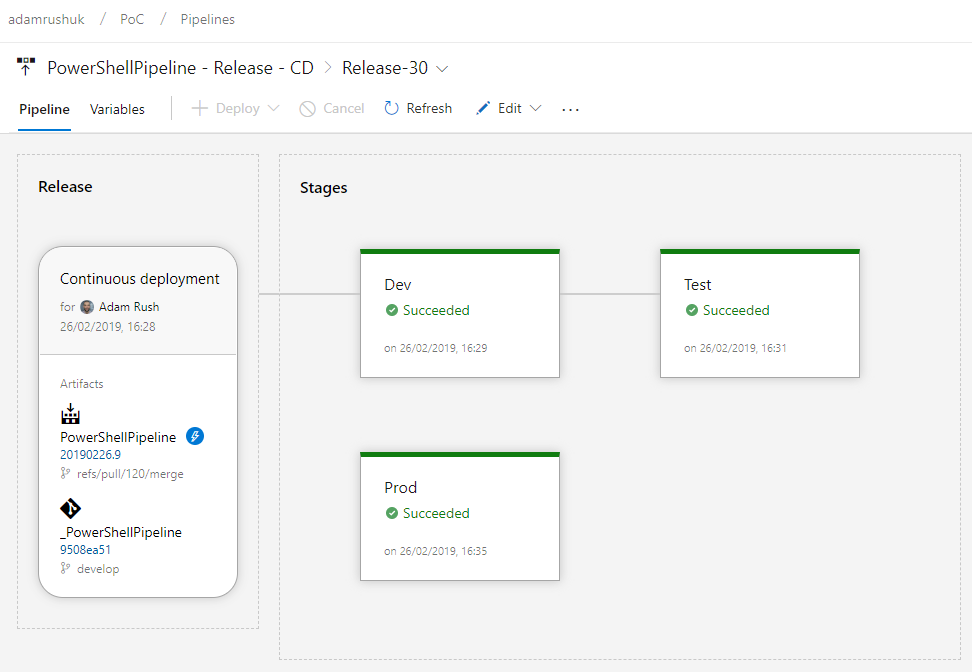 adamrushuk / PoC / Pipelines
PowerShellPipeline - Release - CD > Release-30
Pipeline Variables Deploy Cancel Refresh Edit ...
Release
Continuous deployment
for Adam Rush
26/02/2019, 16:28
Artifacts
PowerShellPipeline
20190226.9
refs/pull/120/merge
_PowerShellPipeline
9508ea51
develop
Stages
Dev
Succeeded
on 26/02/2019, 16:29
Test
Succeeded
on 26/02/2019, 16:31
Prod
Succeeded
on 26/02/2019, 16:35